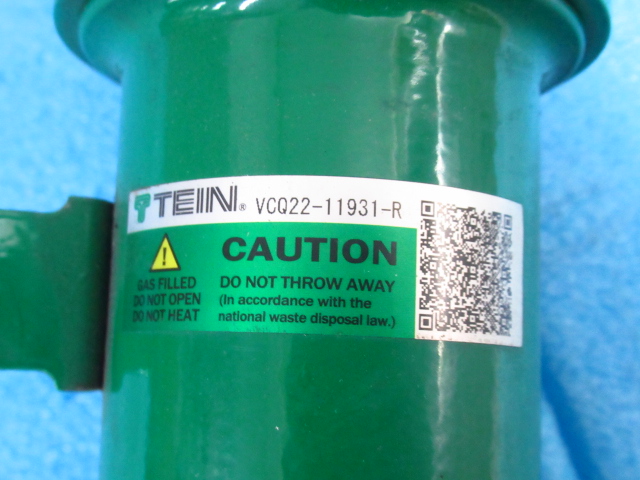 TEIN® VCQ22-11931-R
CAUTION
GAS FILLED
DO NOT OPEN
DO NOT HEAT
DO NOT THROW AWAY
(In accordance with the
national waste disposal law.)